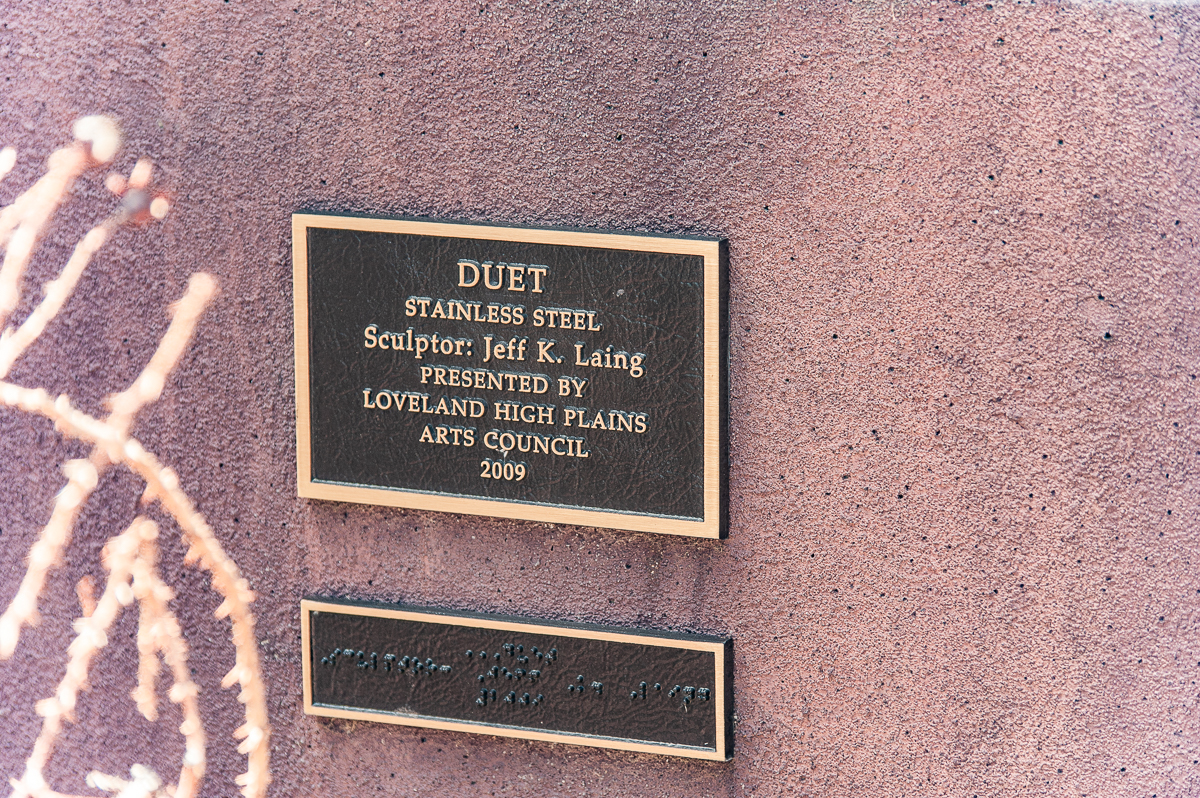 DUET
STAINLESS STEEL
Sculptor: Jeff K. Laing
PRESENTED BY
LOVELAND HIGH PLAINS
ARTS COUNCIL
2009